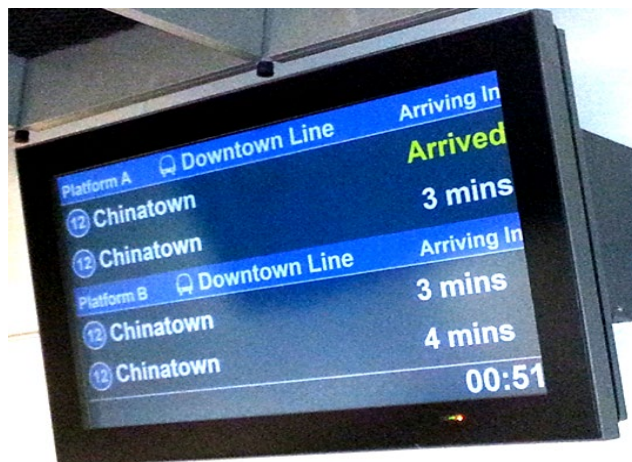 Platform A Downtown Line Arriving In
12 Chinatown Arrived
12 Chinatown 3 mins
Platform B Downtown Line Arriving In
12 Chinatown 3 mins
12 Chinatown 4 mins
00:51